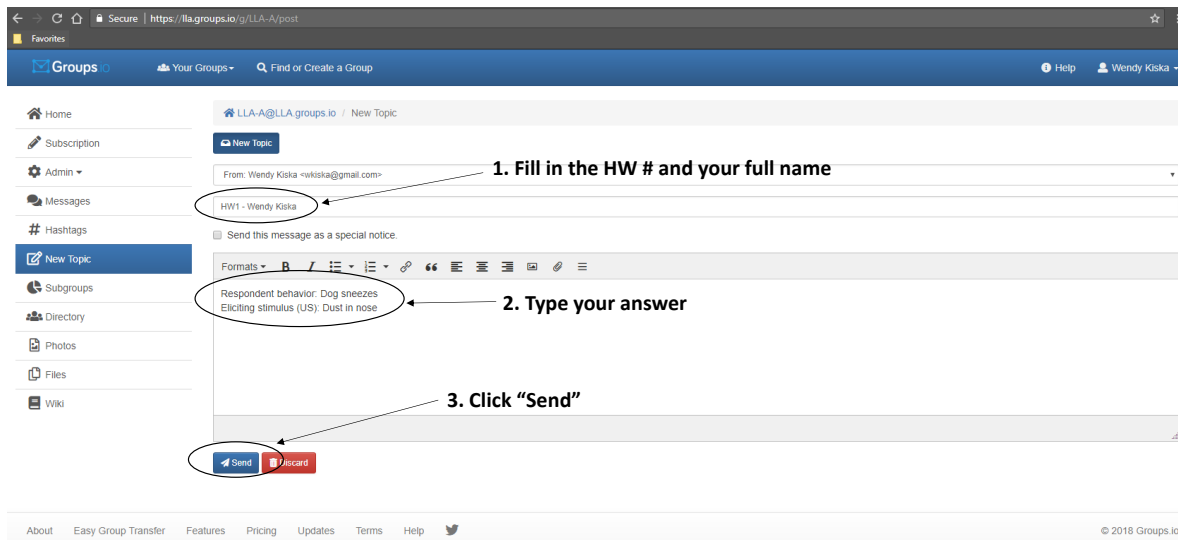 Secure | https://lla.groups.io/g/LLA-A/post
Favorites
Groups.io Your Groups Find or Create a Group Help Wendy Kiska
Home
Subscription
Admin
Messages
Hashtags
New Topic
Subgroups
Directory
Photos
Files
Wiki
LLA-A@LLA.groups.io / New Topic
New Topic
1. Fill in the HW # and your full name
From: Wendy Kiska <wkiska@gmail.com>
HW1 - Wendy Kiska
Send this message as a special notice.
Formats B I
Respondent behavior: Dog sneezes
Eliciting stimulus (US): Dust in nose
2. Type your answer
3. Click “Send”
Send Discard
About Easy Group Transfer Features Pricing Updates Terms Help © 2018 Groups.io